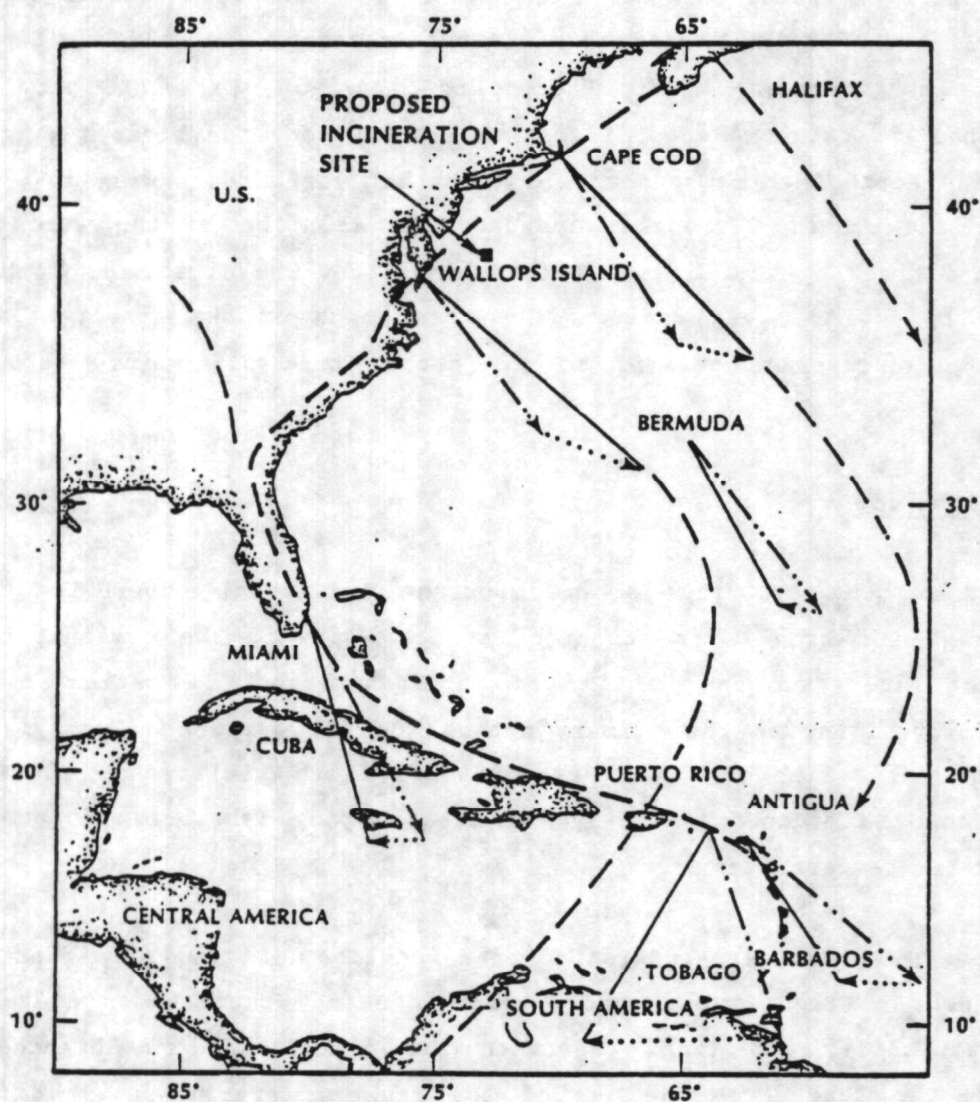 85° 75° 65°
PROPOSED
INCINERATION
SITE
HALIFAX
CAPE COD
U.S.
40° 40°
WALLOPS ISLAND
BERMUDA
30° 30°
MIAMI
CUBA
20° 20°
PUERTO RICO
ANTIGUA
CENTRAL AMERICA
BARBADOS
TOBAGO
SOUTH AMERICA
10° 10°
85° 75° 65°